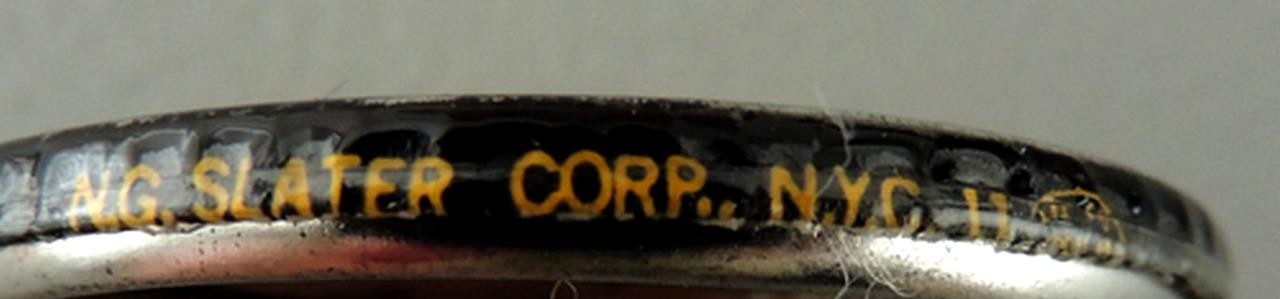 N.G. SLATER CORP., N.Y.C. 11